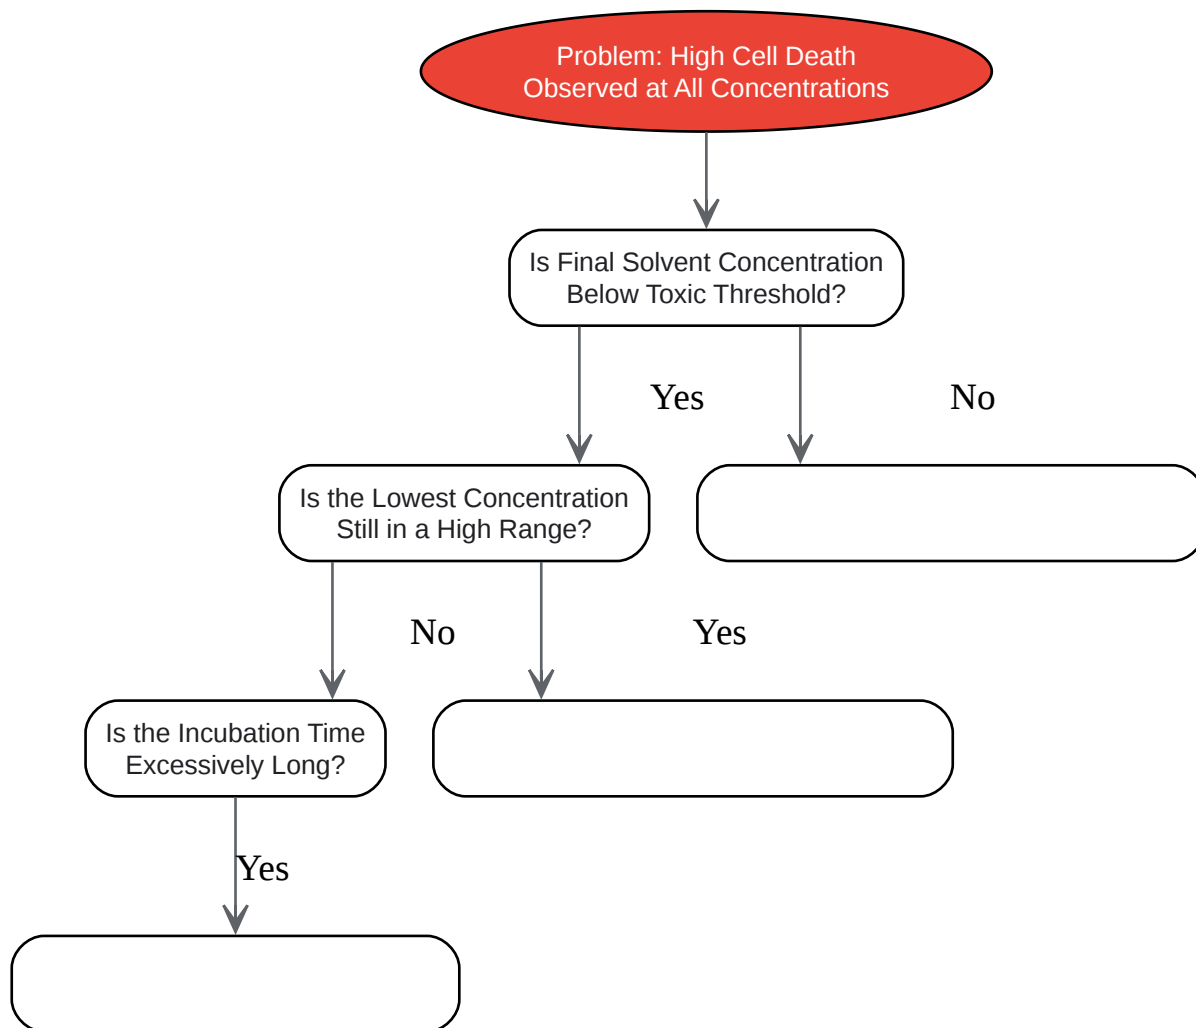 Problem: High Cell Death
Observed at All Concentrations
Is Final Solvent Concentration
Below Toxic Threshold?
Yes
No
Is the Lowest Concentration
Still in a High Range?
No
Yes
Is the Incubation Time
Excessively Long?
Yes